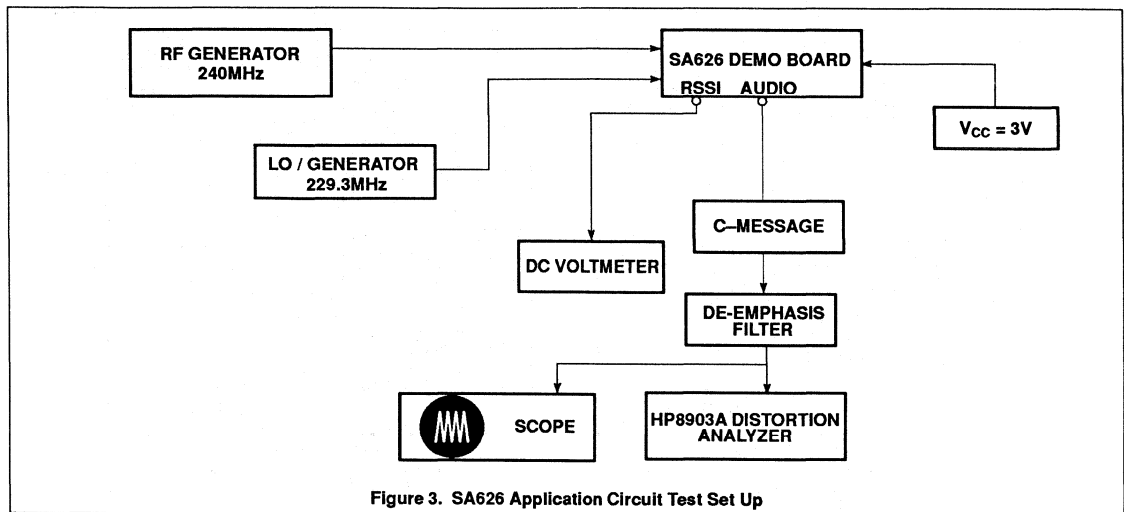 RF GENERATOR
240MHz
SA626 DEMO BOARD
RSSI AUDIO
V_CC = 3V
LO / GENERATOR
229.3MHz
C–MESSAGE
DC VOLTMETER
DE-EMPHASIS
FILTER
SCOPE
HP8903A DISTORTION
ANALYZER
Figure 3. SA626 Application Circuit Test Set Up